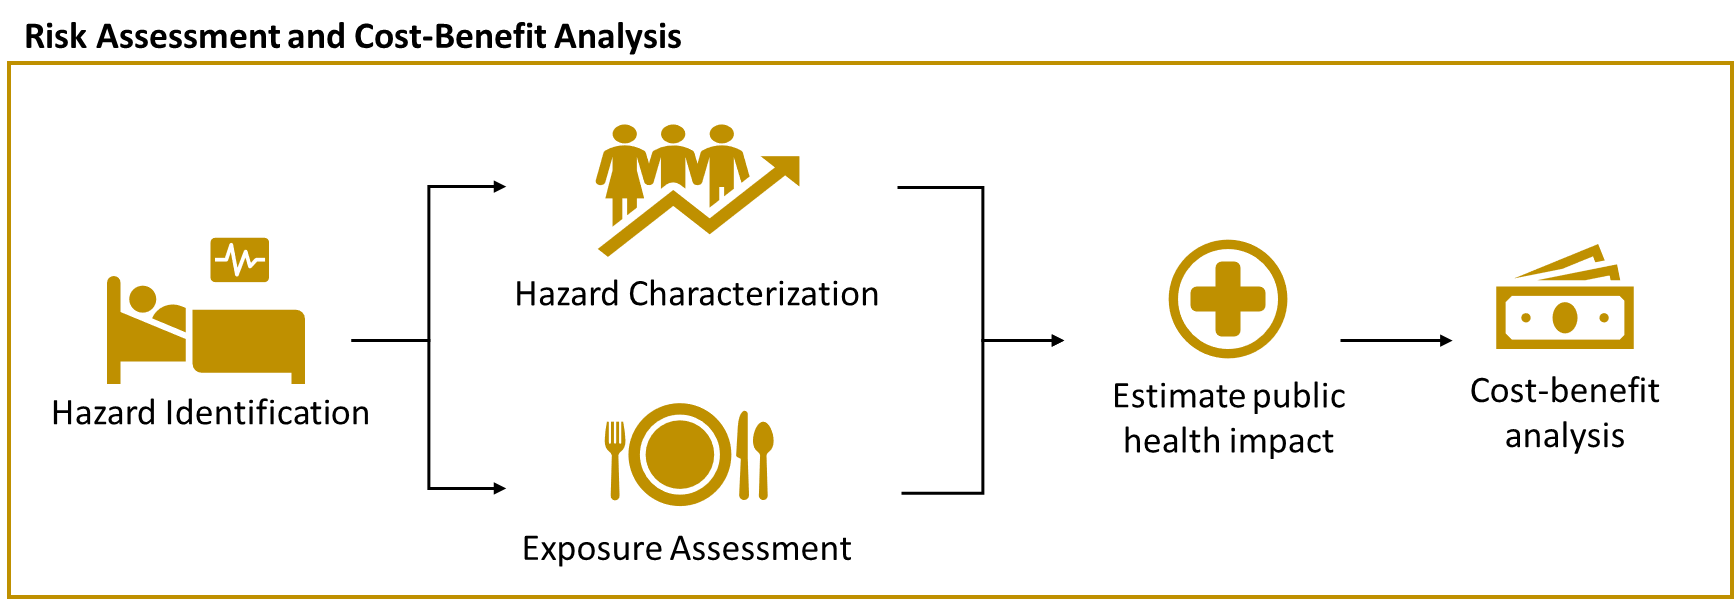 Risk Assessment and Cost-Benefit Analysis
Hazard Identification
Hazard Characterization
Exposure Assessment
Estimate public
health impact
Cost-benefit
analysis